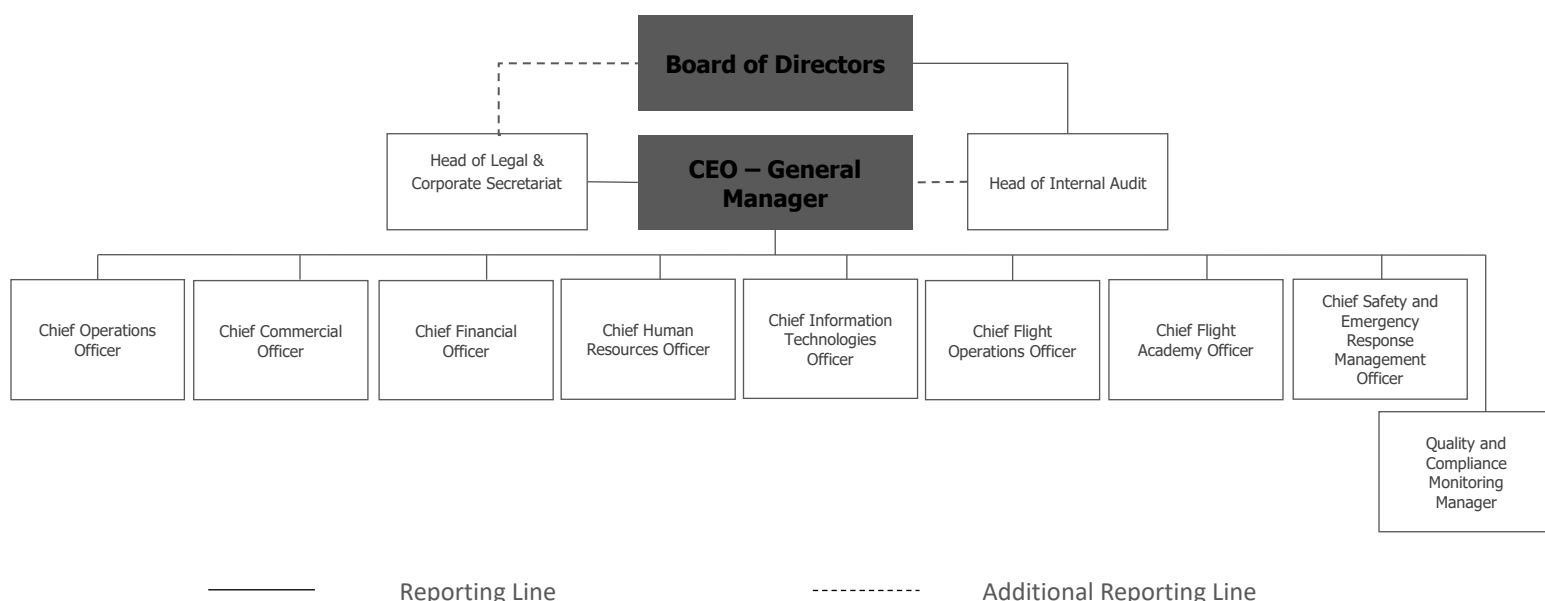 Board of Directors
Head of Legal &
Corporate Secretariat
CEO – General
Manager
Head of Internal Audit
Chief Operations
Officer
Chief Commercial
Officer
Chief Financial
Officer
Chief Human
Resources Officer
Chief Information
Technologies
Officer
Chief Flight
Operations Officer
Chief Flight
Academy Officer
Chief Safety and
Emergency
Response
Management
Officer
Quality and
Compliance
Monitoring
Manager
Reporting Line
Additional Reporting Line